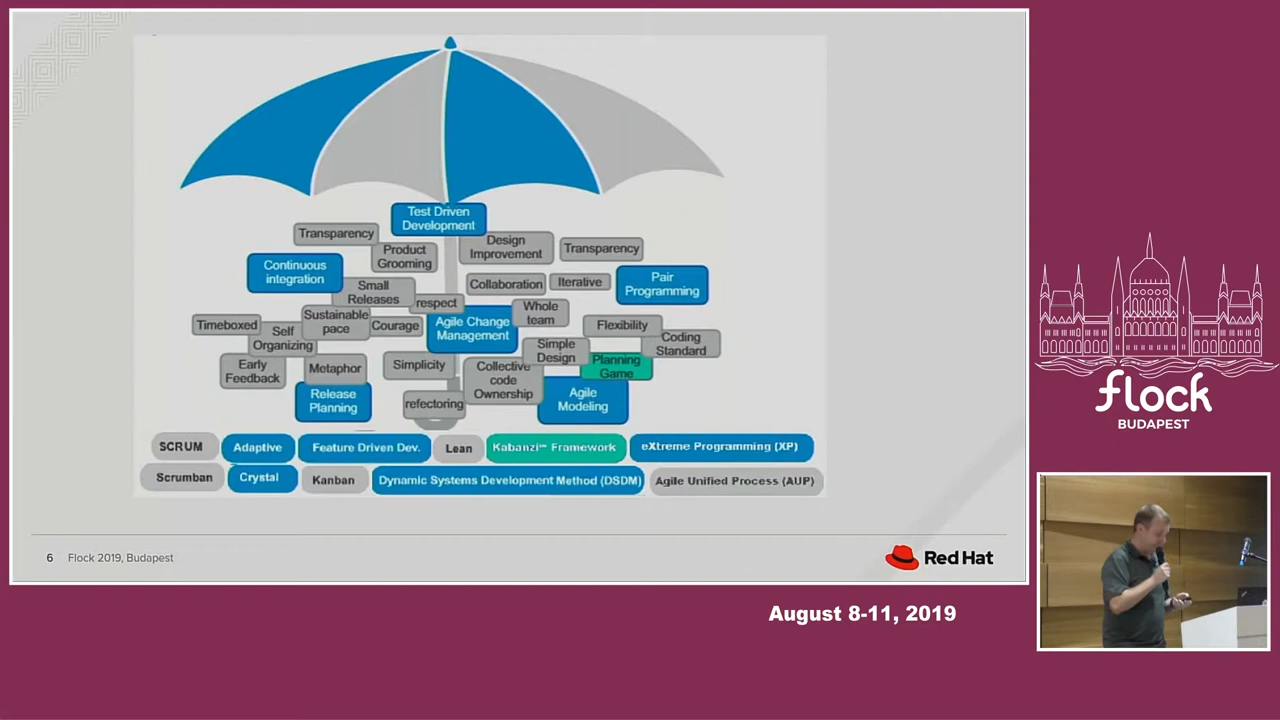 Test Driven
Development
Transparency
Product
Grooming
Design
Improvement
Transparency
Continuous
integration
Small
Releases
Collaboration
Iterative
Pair
Programming
respect
Timeboxed
Self
Organizing
Sustainable
pace
Courage
Agile Change
Management
Whole
team
Flexibility
Coding
Standard
Early
Feedback
Metaphor
Simplicity
Collective
code
Ownership
Simple
Design
Planning
Game
Release
Planning
refectoring
Agile
Modeling
SCRUM
Adaptive
Feature Driven Dev.
Lean
Kabanzi℠ Framework
eXtreme Programming (XP)
Scrumban
Crystal
Kanban
Dynamic Systems Development Method (DSDM)
Agile Unified Process (AUP)
6 Flock 2019, Budapest
Red Hat
flock
BUDAPEST
August 8-11, 2019